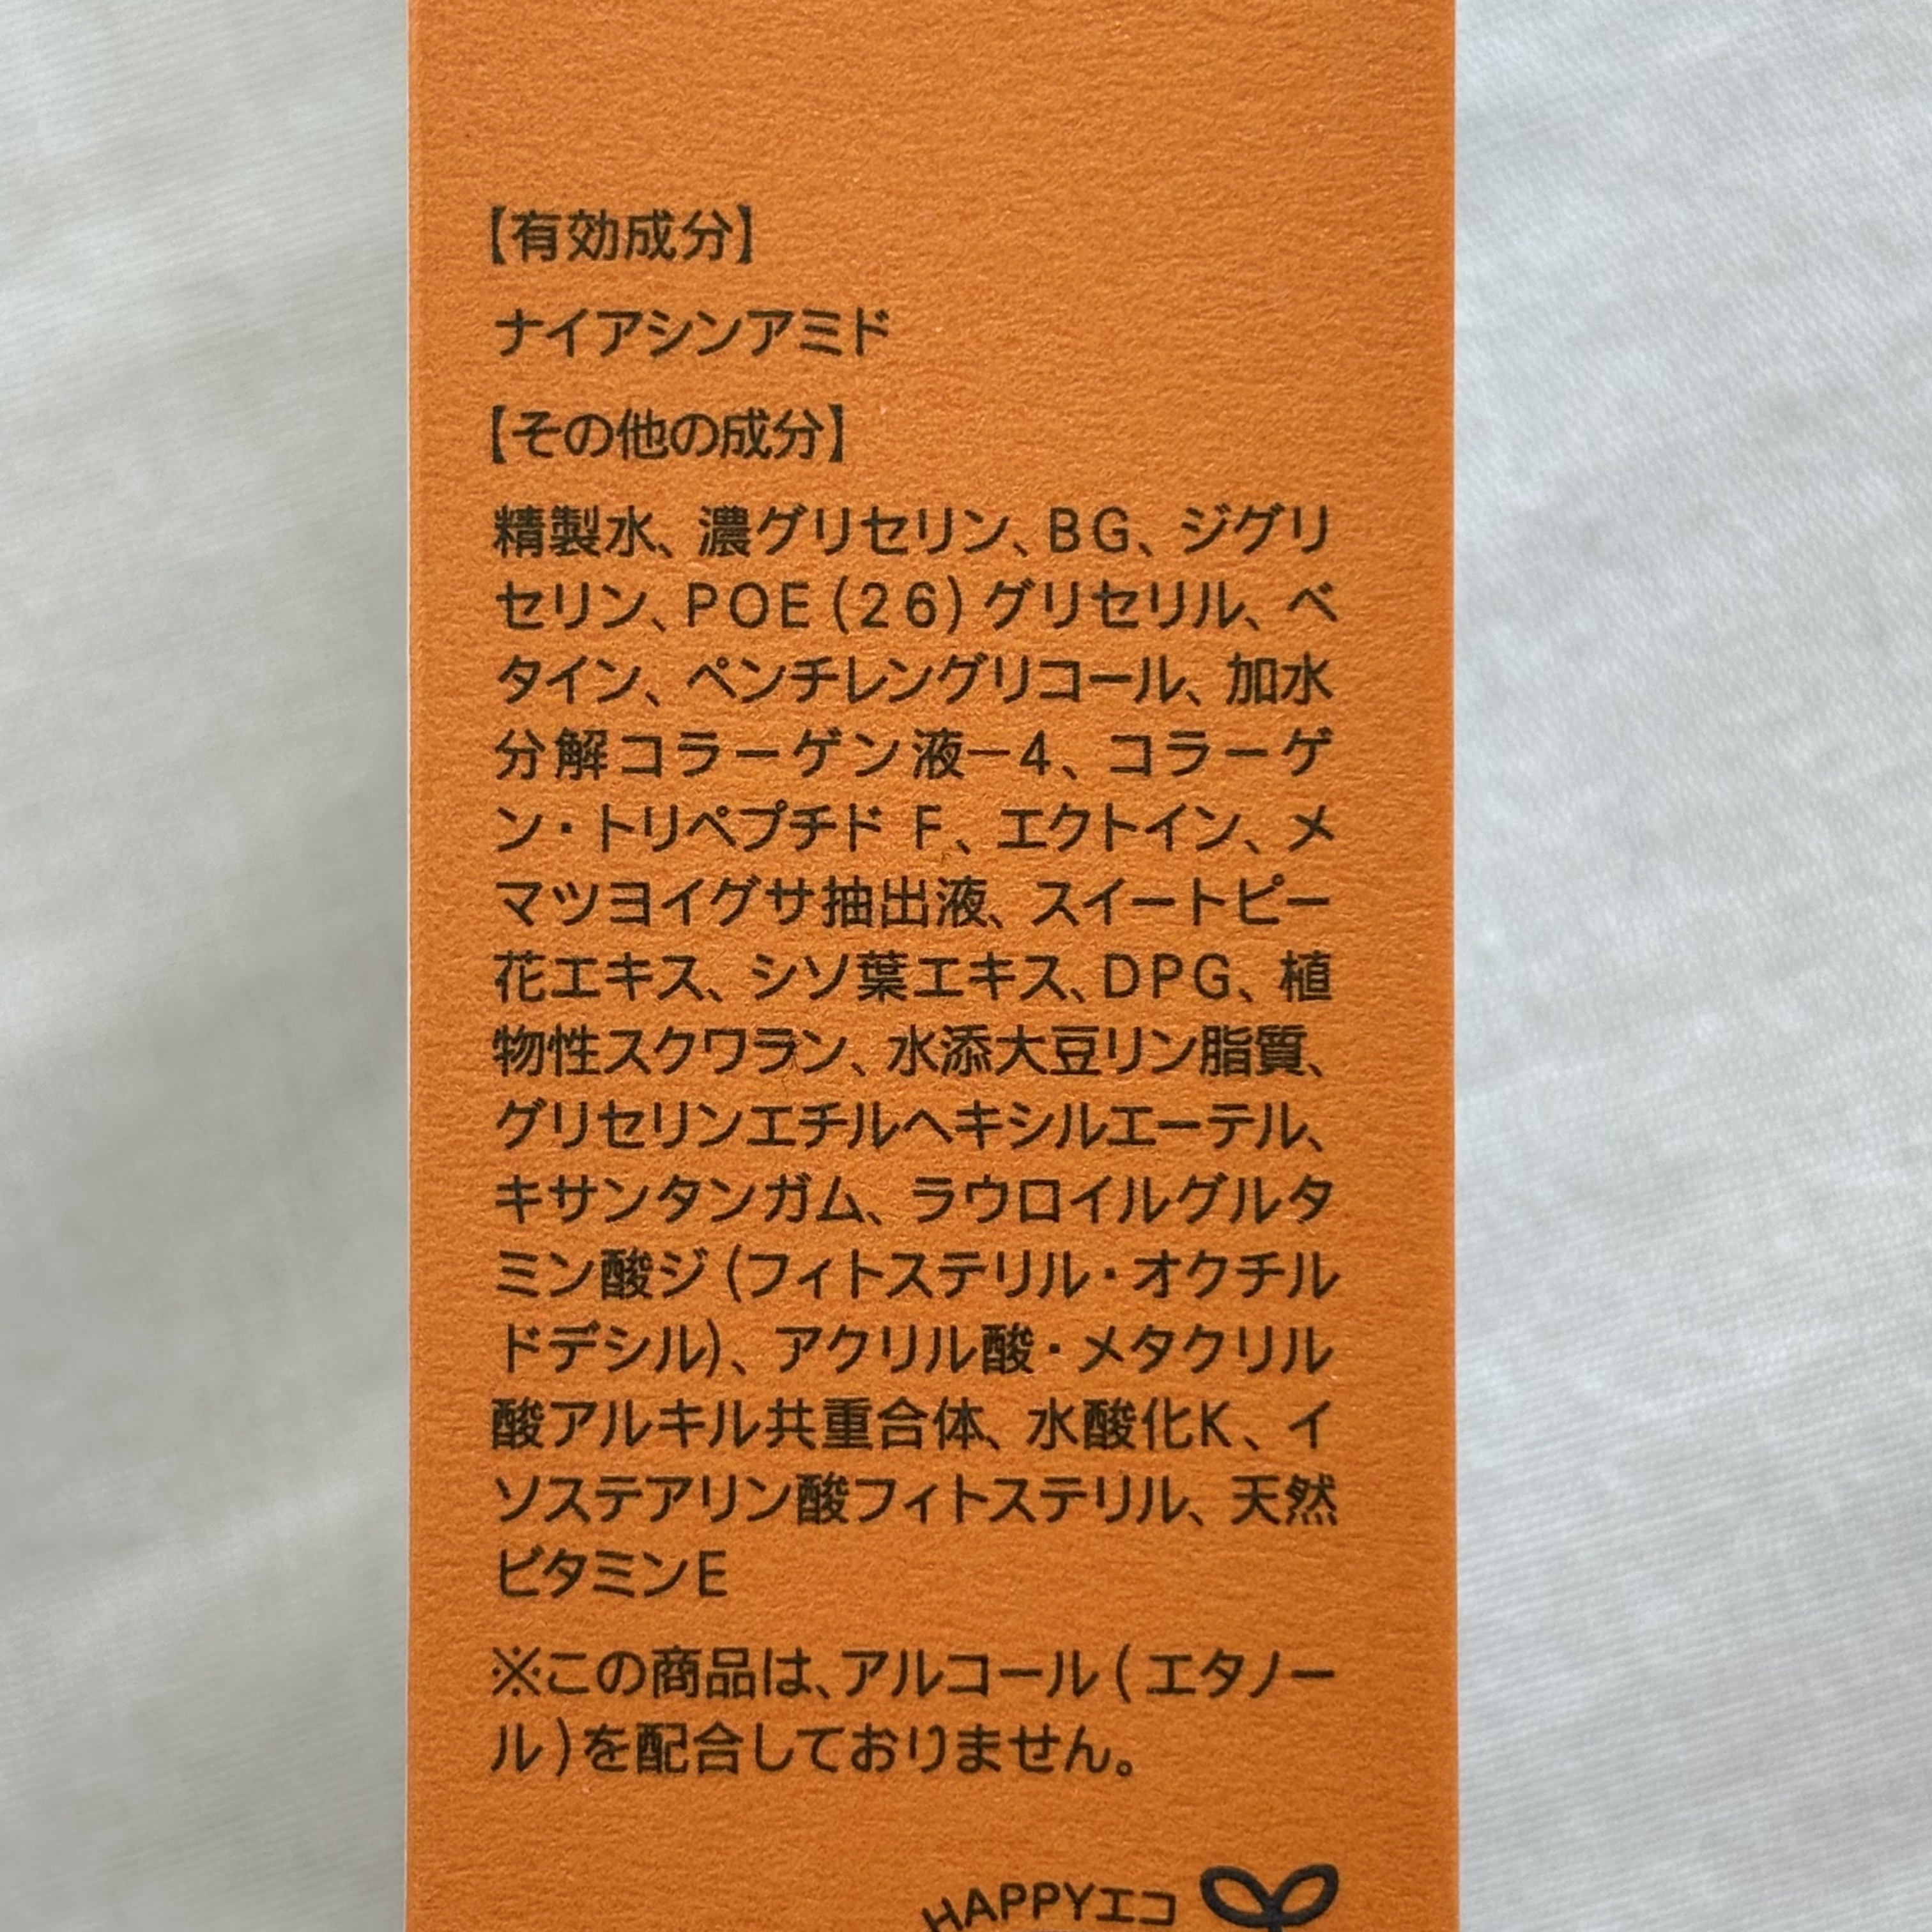 【有効成分】
ナイアシンアミド
【その他の成分】
精製水、濃グリセリン、BG、ジグリ
セリン、POE(26)グリセリル、ベ
タイン、ペンチレングリコール、加水
分解コラーゲン液－4、コラーゲ
ン・トリペプチド F、エクトイン、メ
マツヨイグサ抽出液、スイートピー
花エキス、シソ葉エキス、DPG、植
物性スクワラン、水添大豆リン脂質、
グリセリンエチルヘキシルエーテル、
キサンタンガム、ラウロイルグルタ
ミン酸ジ(フィトステリル・オクチル
ドデシル)、アクリル酸・メタクリル
酸アルキル共重合体、水酸化K、イ
ソステアリン酸フィトステリル、天然
ビタミンE
※この商品は、アルコール(エタノー
ル)を配合しておりません。
HAPPYエコ